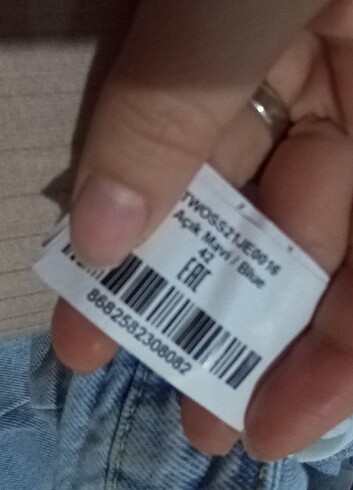 TWOSS21JE0016
Açık Mavi / Blue
42
EAC
8682582308082